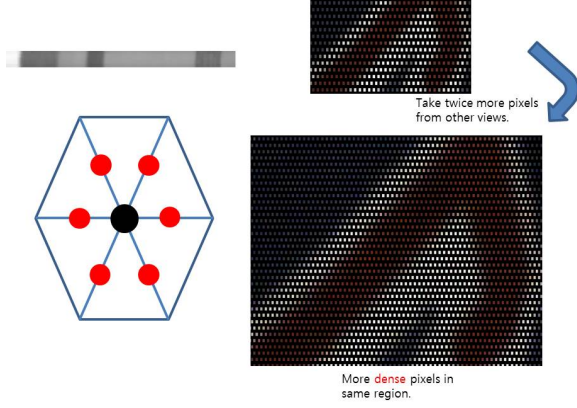 Take twice more pixels
from other views.
More dense pixels in
same region.